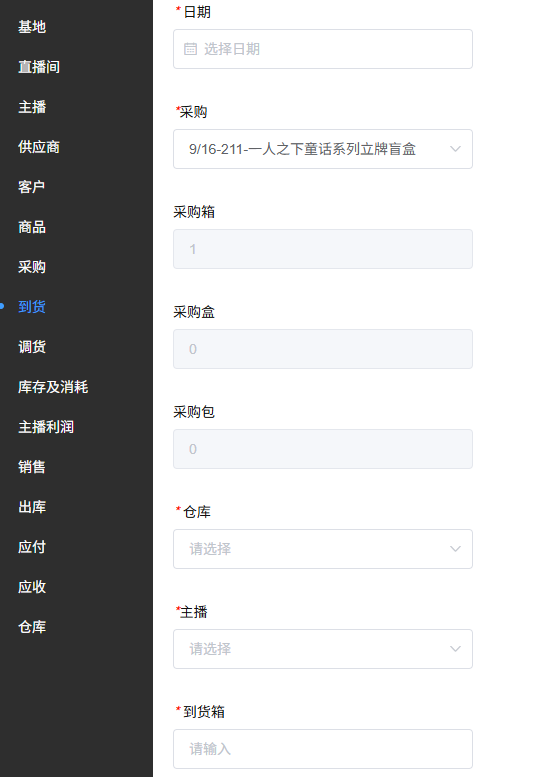 基地
直播间
主播
供应商
客户
商品
采购
到货
调货
库存及消耗
主播利润
销售
出库
应付
应收
仓库
*日期
选择日期
*采购
9/16-211-一人之下童话系列立牌盲盒
采购箱
1
采购盒
0
采购包
0
*仓库
请选择
*主播
请选择
*到货箱
请输入